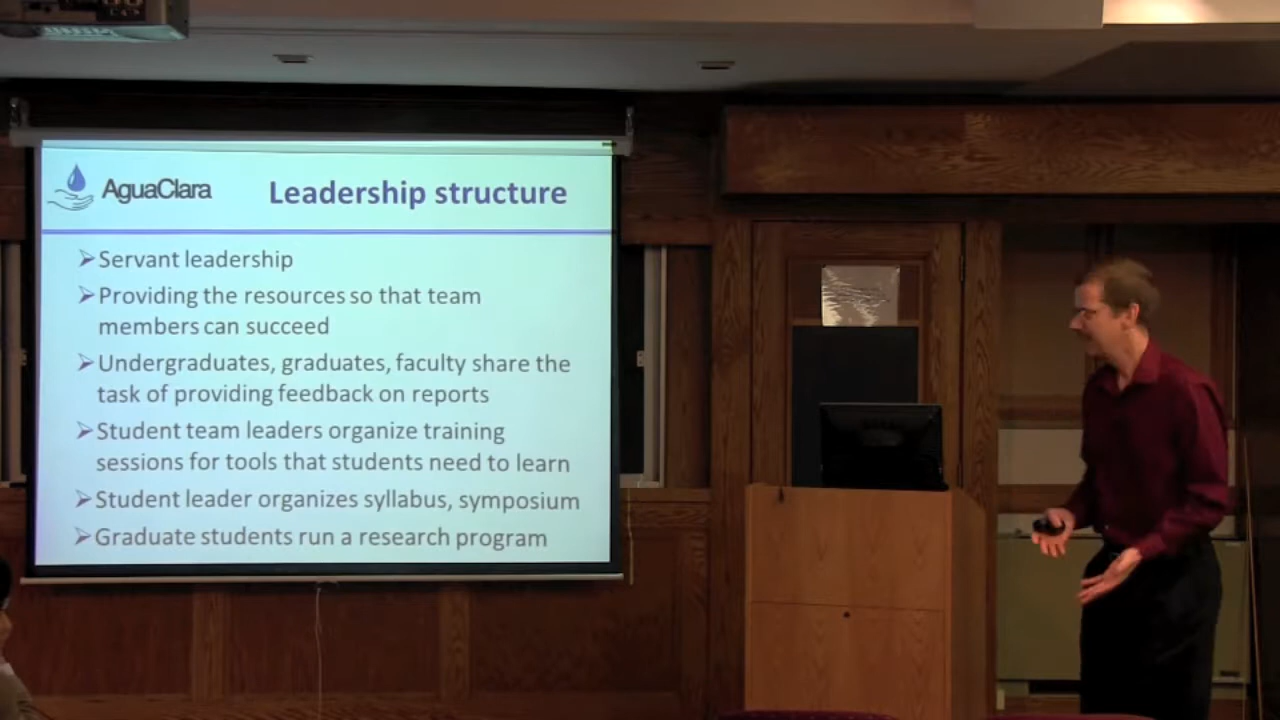 AguaClara Leadership structure
➢Servant leadership
➢Providing the resources so that team
members can succeed
➢Undergraduates, graduates, faculty share the
task of providing feedback on reports
➢Student team leaders organize training
sessions for tools that students need to learn
➢Student leader organizes syllabus, symposium
➢Graduate students run a research program